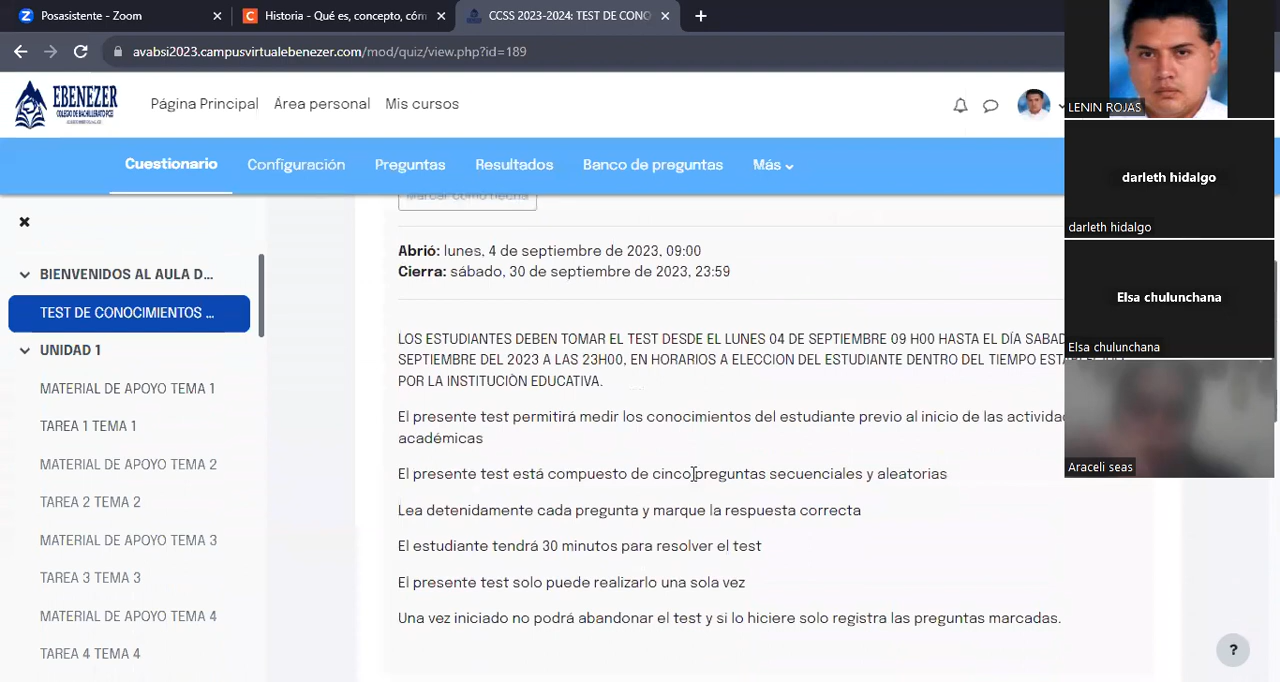 Posasistente - Zoom
Historia - Qué es, concepto, cóm
CCSS 2023-2024: TEST DE CONO
avabsi2023.campusvirtualebenezer.com/mod/quiz/view.php?id=189
EBENEZER
COLEGIO DE BACHILLERATO PCEI
Página Principal
Área personal
Mis cursos
LENIN ROJAS
Cuestionario
Configuración
Preguntas
Resultados
Banco de preguntas
Más
darleth hidalgo
darleth hidalgo
Marcar como hecha
Abrió: lunes, 4 de septiembre de 2023, 09:00
Cierra: sábado, 30 de septiembre de 2023, 23:59
BIENVENIDOS AL AULA D...
TEST DE CONOCIMIENTOS ...
UNIDAD 1
MATERIAL DE APOYO TEMA 1
TAREA 1 TEMA 1
MATERIAL DE APOYO TEMA 2
TAREA 2 TEMA 2
MATERIAL DE APOYO TEMA 3
TAREA 3 TEMA 3
MATERIAL DE APOYO TEMA 4
TAREA 4 TEMA 4
Elsa chulunchana
Elsa chulunchana
LOS ESTUDIANTES DEBEN TOMAR EL TEST DESDE EL LUNES 04 DE SEPTIEMBRE 09 H00 HASTA EL DÍA SABAD
SEPTIEMBRE DEL 2023 A LAS 23H00, EN HORARIOS A ELECCION DEL ESTUDIANTE DENTRO DEL TIEMPO
POR LA INSTITUCIÒN EDUCATIVA.
El presente test permitirá medir los conocimientos del estudiante previo al inicio de las activida
académicas
El presente test está compuesto de cinco preguntas secuenciales y aleatorias
Lea detenidamente cada pregunta y marque la respuesta correcta
El estudiante tendrá 30 minutos para resolver el test
El presente test solo puede realizarlo una sola vez
Una vez iniciado no podrá abandonar el test y si lo hiciere solo registra las preguntas marcadas.
Araceli seas
?